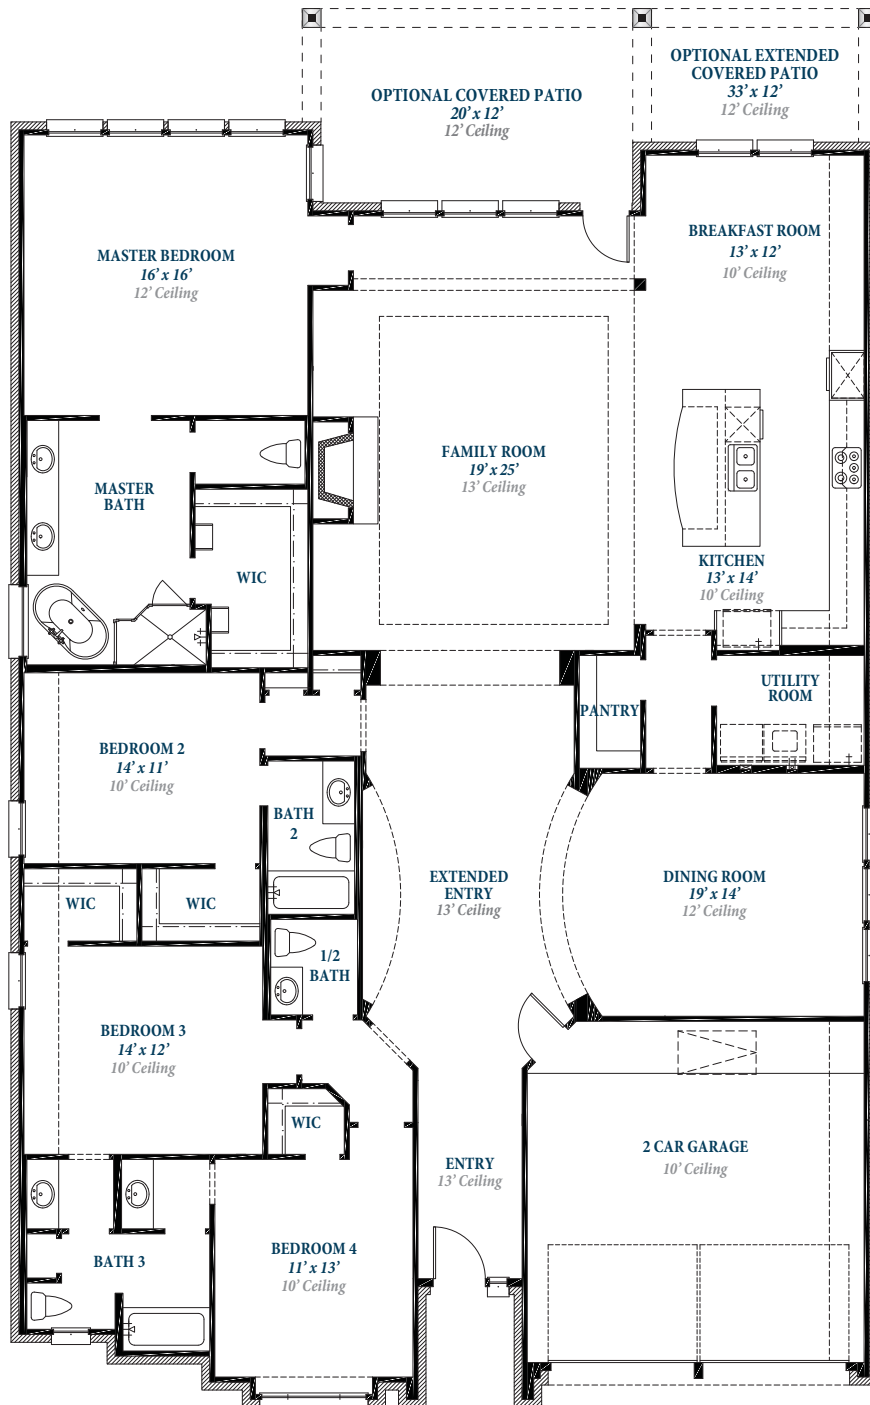 OPTIONAL COVERED PATIO
20' x 12'
12' Ceiling
OPTIONAL EXTENDED
COVERED PATIO
33' x 12'
12' Ceiling
MASTER BEDROOM
16' x 16'
12' Ceiling
BREAKFAST ROOM
13' x 12'
10' Ceiling
FAMILY ROOM
19' x 25'
13' Ceiling
MASTER
BATH
WIC
KITCHEN
13' x 14'
10' Ceiling
UTILITY
ROOM
PANTRY
BEDROOM 2
14' x 11'
10' Ceiling
BATH
2
EXTENDED
ENTRY
13' Ceiling
DINING ROOM
19' x 14'
12' Ceiling
WIC
WIC
1/2
BATH
BEDROOM 3
14' x 12'
10' Ceiling
WIC
ENTRY
13' Ceiling
2 CAR GARAGE
10' Ceiling
BATH 3
BEDROOM 4
11' x 13'
10' Ceiling